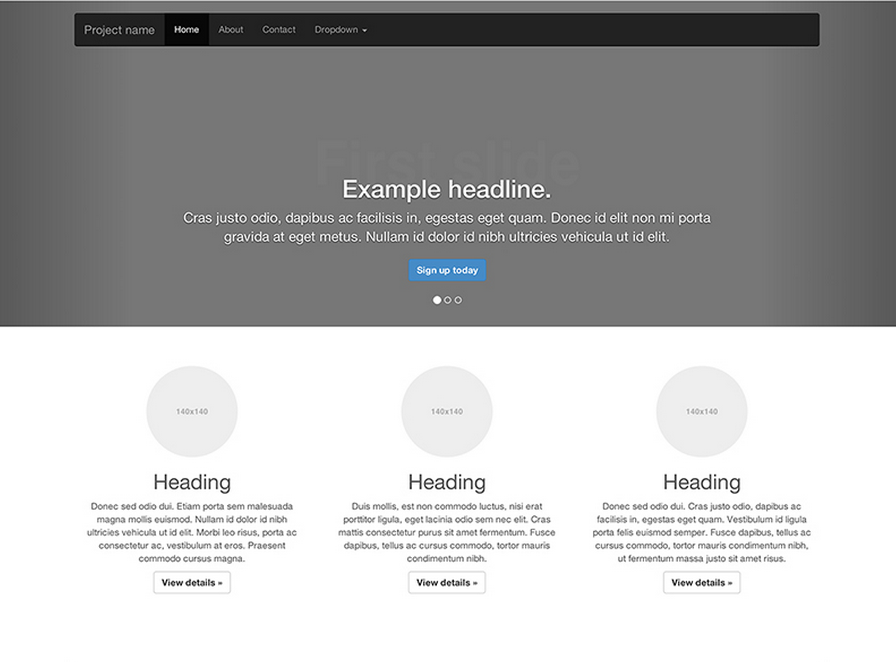 Project name Home About Contact Dropdown
First slide
Example headline.
Cras justo odio, dapibus ac facilisis in, egestas eget quam. Donec id elit non mi porta
gravida at eget metus. Nullam id dolor id nibh ultricies vehicula ut id elit.
Sign up today
140x140
Heading
Donec sed odio dui. Etiam porta sem malesuada
magna mollis euismod. Nullam id dolor id nibh
ultricies vehicula ut id elit. Morbi leo risus, porta ac
consectetur ac, vestibulum at eros. Praesent
commodo cursus magna.
View details »
140x140
Heading
Duis mollis, est non commodo luctus, nisi erat
porttitor ligula, eget lacinia odio sem nec elit. Cras
mattis consectetur purus sit amet fermentum. Fusce
dapibus, tellus ac cursus commodo, tortor mauris
condimentum nibh.
View details »
140x140
Heading
Donec sed odio dui. Cras justo odio, dapibus ac
facilisis in, egestas eget quam. Vestibulum id ligula
porta felis euismod semper. Fusce dapibus, tellus ac
cursus commodo, tortor mauris condimentum nibh,
ut fermentum massa justo sit amet risus.
View details »